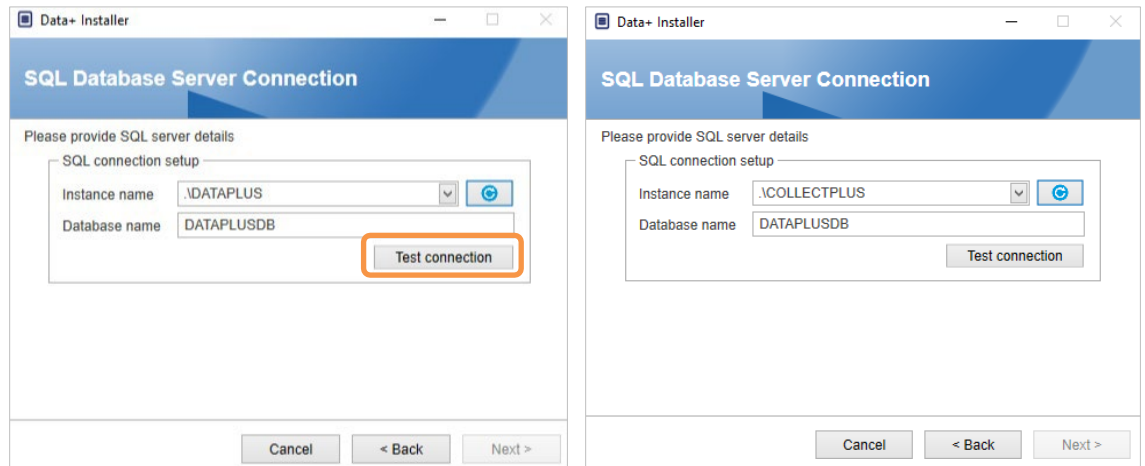 Data+ Installer
SQL Database Server Connection
Please provide SQL server details
SQL connection setup
Instance name .\DATAPLUS
Database name DATAPLUSDB
Test connection
Cancel < Back Next >
Data+ Installer
SQL Database Server Connection
Please provide SQL server details
SQL connection setup
Instance name .\COLLECTPLUS
Database name DATAPLUSDB
Test connection
Cancel < Back Next >